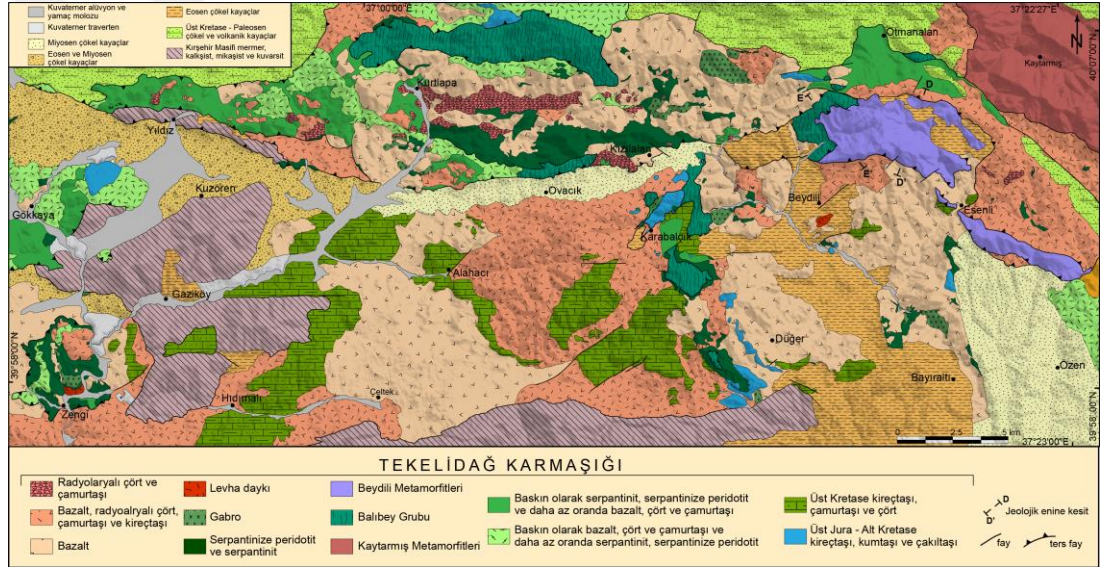 Kuvaterner alüvyon ve
yamaç molozu
Kuvaterner traverten
Miyosen çökel kayaçlar
Eosen ve Miyosen
çökel kayaçlar
Eosen çökel kayaçlar
Üst Kretase - Paleosen
çökel ve volkanik kayaçlar
Kırşehir Masifi mermer,
kalkşist, mikaşist ve kuvarsit
37°00'00"E
37°22'27"E
40°07'00"N
N
Otmanalan
Kaytarmış
Kurtlapa
E
D
Yıldız
Kızılalan
Kuzören
Ovacık
E'
D'
Beydili
Esenli
Gökkaya
Karabalçık
Alahacı
Gaziköy
Düğer
Özen
39°58'00"N
Bayıraltı
Zengi
Hıdımalı
Çeltek
0 2.5 5 km
37°23'00"E
39°58'00"N
TEKELİDAĞ KARMAŞIĞI
Radyolaryalı çört ve
çamurtaşı
Bazalt, radyoalryalı çört,
çamurtaşı ve kireçtaşı
Bazalt
Levha daykı
Gabro
Serpantinize peridotit
ve serpantinit
Beydili Metamorfitleri
Balıbey Grubu
Kaytarmış Metamorfitleri
Baskın olarak serpantinit, serpantinize peridotit
ve daha az oranda bazalt, çört ve çamurtaşı
Baskın olarak bazalt, çört ve çamurtaşı ve
daha az oranda serpantinit, serpantinize peridotit
Üst Kretase kireçtaşı,
çamurtaşı ve çört
Üst Jura - Alt Kretase
kireçtaşı, kumtaşı ve çakıltaşı
D
D'
Jeolojik enine kesit
fay
ters fay